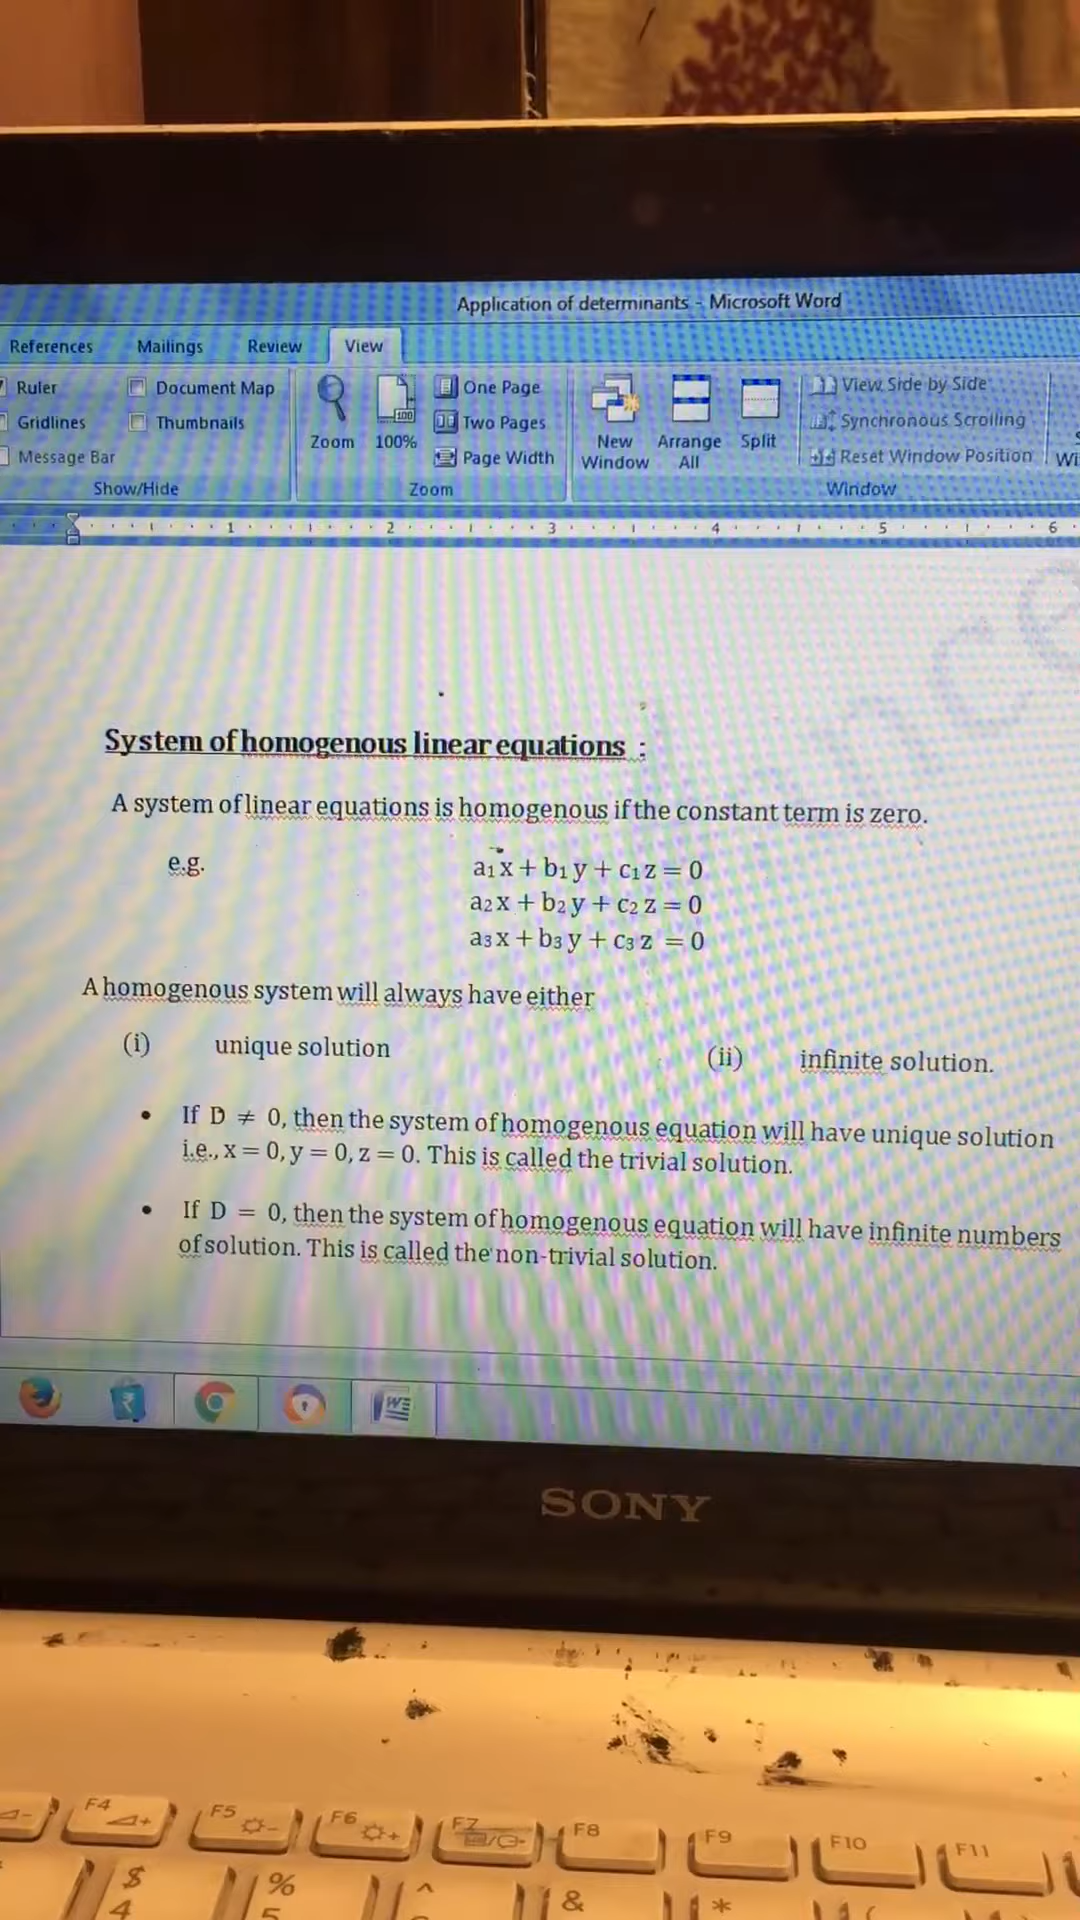 Application of determinants - Microsoft Word
References Mailings Review View
Ruler Document Map One Page View Side by Side
Gridlines Thumbnails Zoom 100% Two Pages New Window Arrange All Split Synchronous Scrolling
Message Bar Page Width Reset Window Position
Show/Hide Zoom Window
1 2 3 4 5 6
System of homogenous linear equations :
A system of linear equations is homogenous if the constant term is zero.
e.g. a₁x + b₁y + c₁z = 0
a₂x + b₂y + c₂z = 0
a₃x + b₃y + c₃z = 0
A homogenous system will always have either
(i) unique solution (ii) infinite solution.
• If D ≠ 0, then the system of homogenous equation will have unique solution
i.e., x = 0, y = 0, z = 0. This is called the trivial solution.
• If D = 0, then the system of homogenous equation will have infinite numbers
of solution. This is called the non-trivial solution.
SONY
F4 F5 F6 F7 F8 F9 F10 F11
$ % ^ & * (
4 5